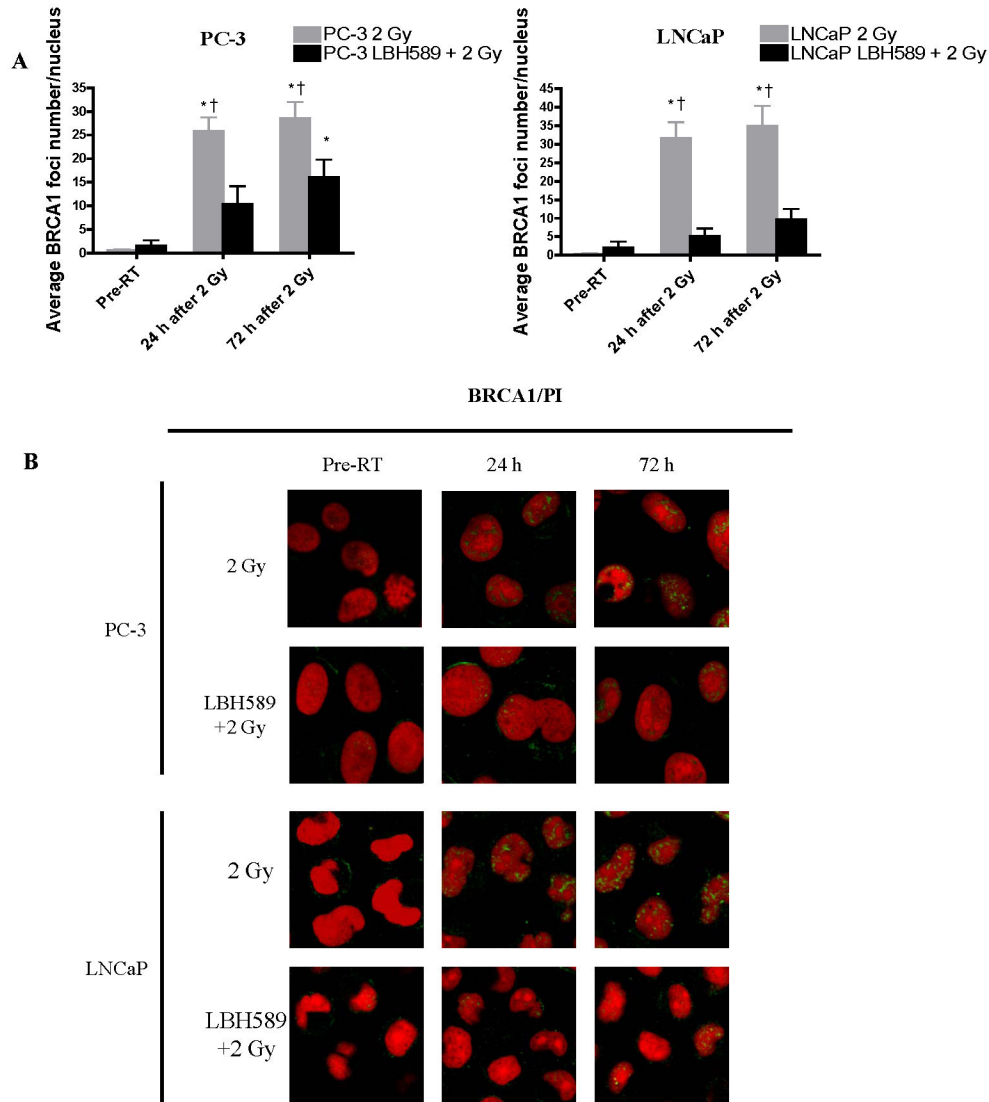 A
PC-3
PC-3 2 Gy
PC-3 LBH589 + 2 Gy
Average BRCA1 foci number/nucleus
35
30
25
20
15
10
5
0
*†
*†
*
Pre-RT
24 h after 2 Gy
72 h after 2 Gy
LNCaP
LNCaP 2 Gy
LNCaP LBH589 + 2 Gy
Average BRCA1 foci number/nucleus
45
40
35
30
25
20
15
10
5
0
*†
*†
Pre-RT
24 h after 2 Gy
72 h after 2 Gy
BRCA1/PI
B
Pre-RT 24 h 72 h
PC-3
2 Gy
LBH589
+2 Gy
LNCaP
2 Gy
LBH589
+2 Gy